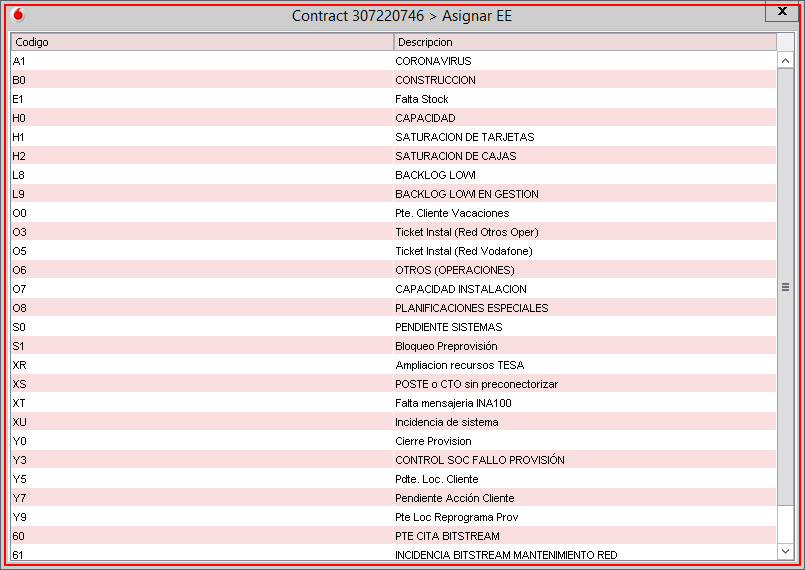 Contract 307220746 > Asignar EE
x
Codigo Descripcion
A1 CORONAVIRUS
B0 CONSTRUCCION
E1 Falta Stock
H0 CAPACIDAD
H1 SATURACION DE TARJETAS
H2 SATURACION DE CAJAS
L8 BACKLOG LOWI
L9 BACKLOG LOWI EN GESTION
O0 Pte. Cliente Vacaciones
O3 Ticket Instal (Red Otros Oper)
O5 Ticket Instal (Red Vodafone)
O6 OTROS (OPERACIONES)
O7 CAPACIDAD INSTALACION
O8 PLANIFICACIONES ESPECIALES
S0 PENDIENTE SISTEMAS
S1 Bloqueo Preprovisión
XR Ampliacion recursos TESA
XS POSTE o CTO sin preconectorizar
XT Falta mensajeria INA100
XU Incidencia de sistema
Y0 Cierre Provision
Y3 CONTROL SOC FALLO PROVISIÓN
Y5 Pdte. Loc. Cliente
Y7 Pendiente Acción Cliente
Y9 Pte Loc Reprograma Prov
60 PTE CITA BITSTREAM
61 INCIDENCIA BITSTREAM MANTENIMIENTO RED